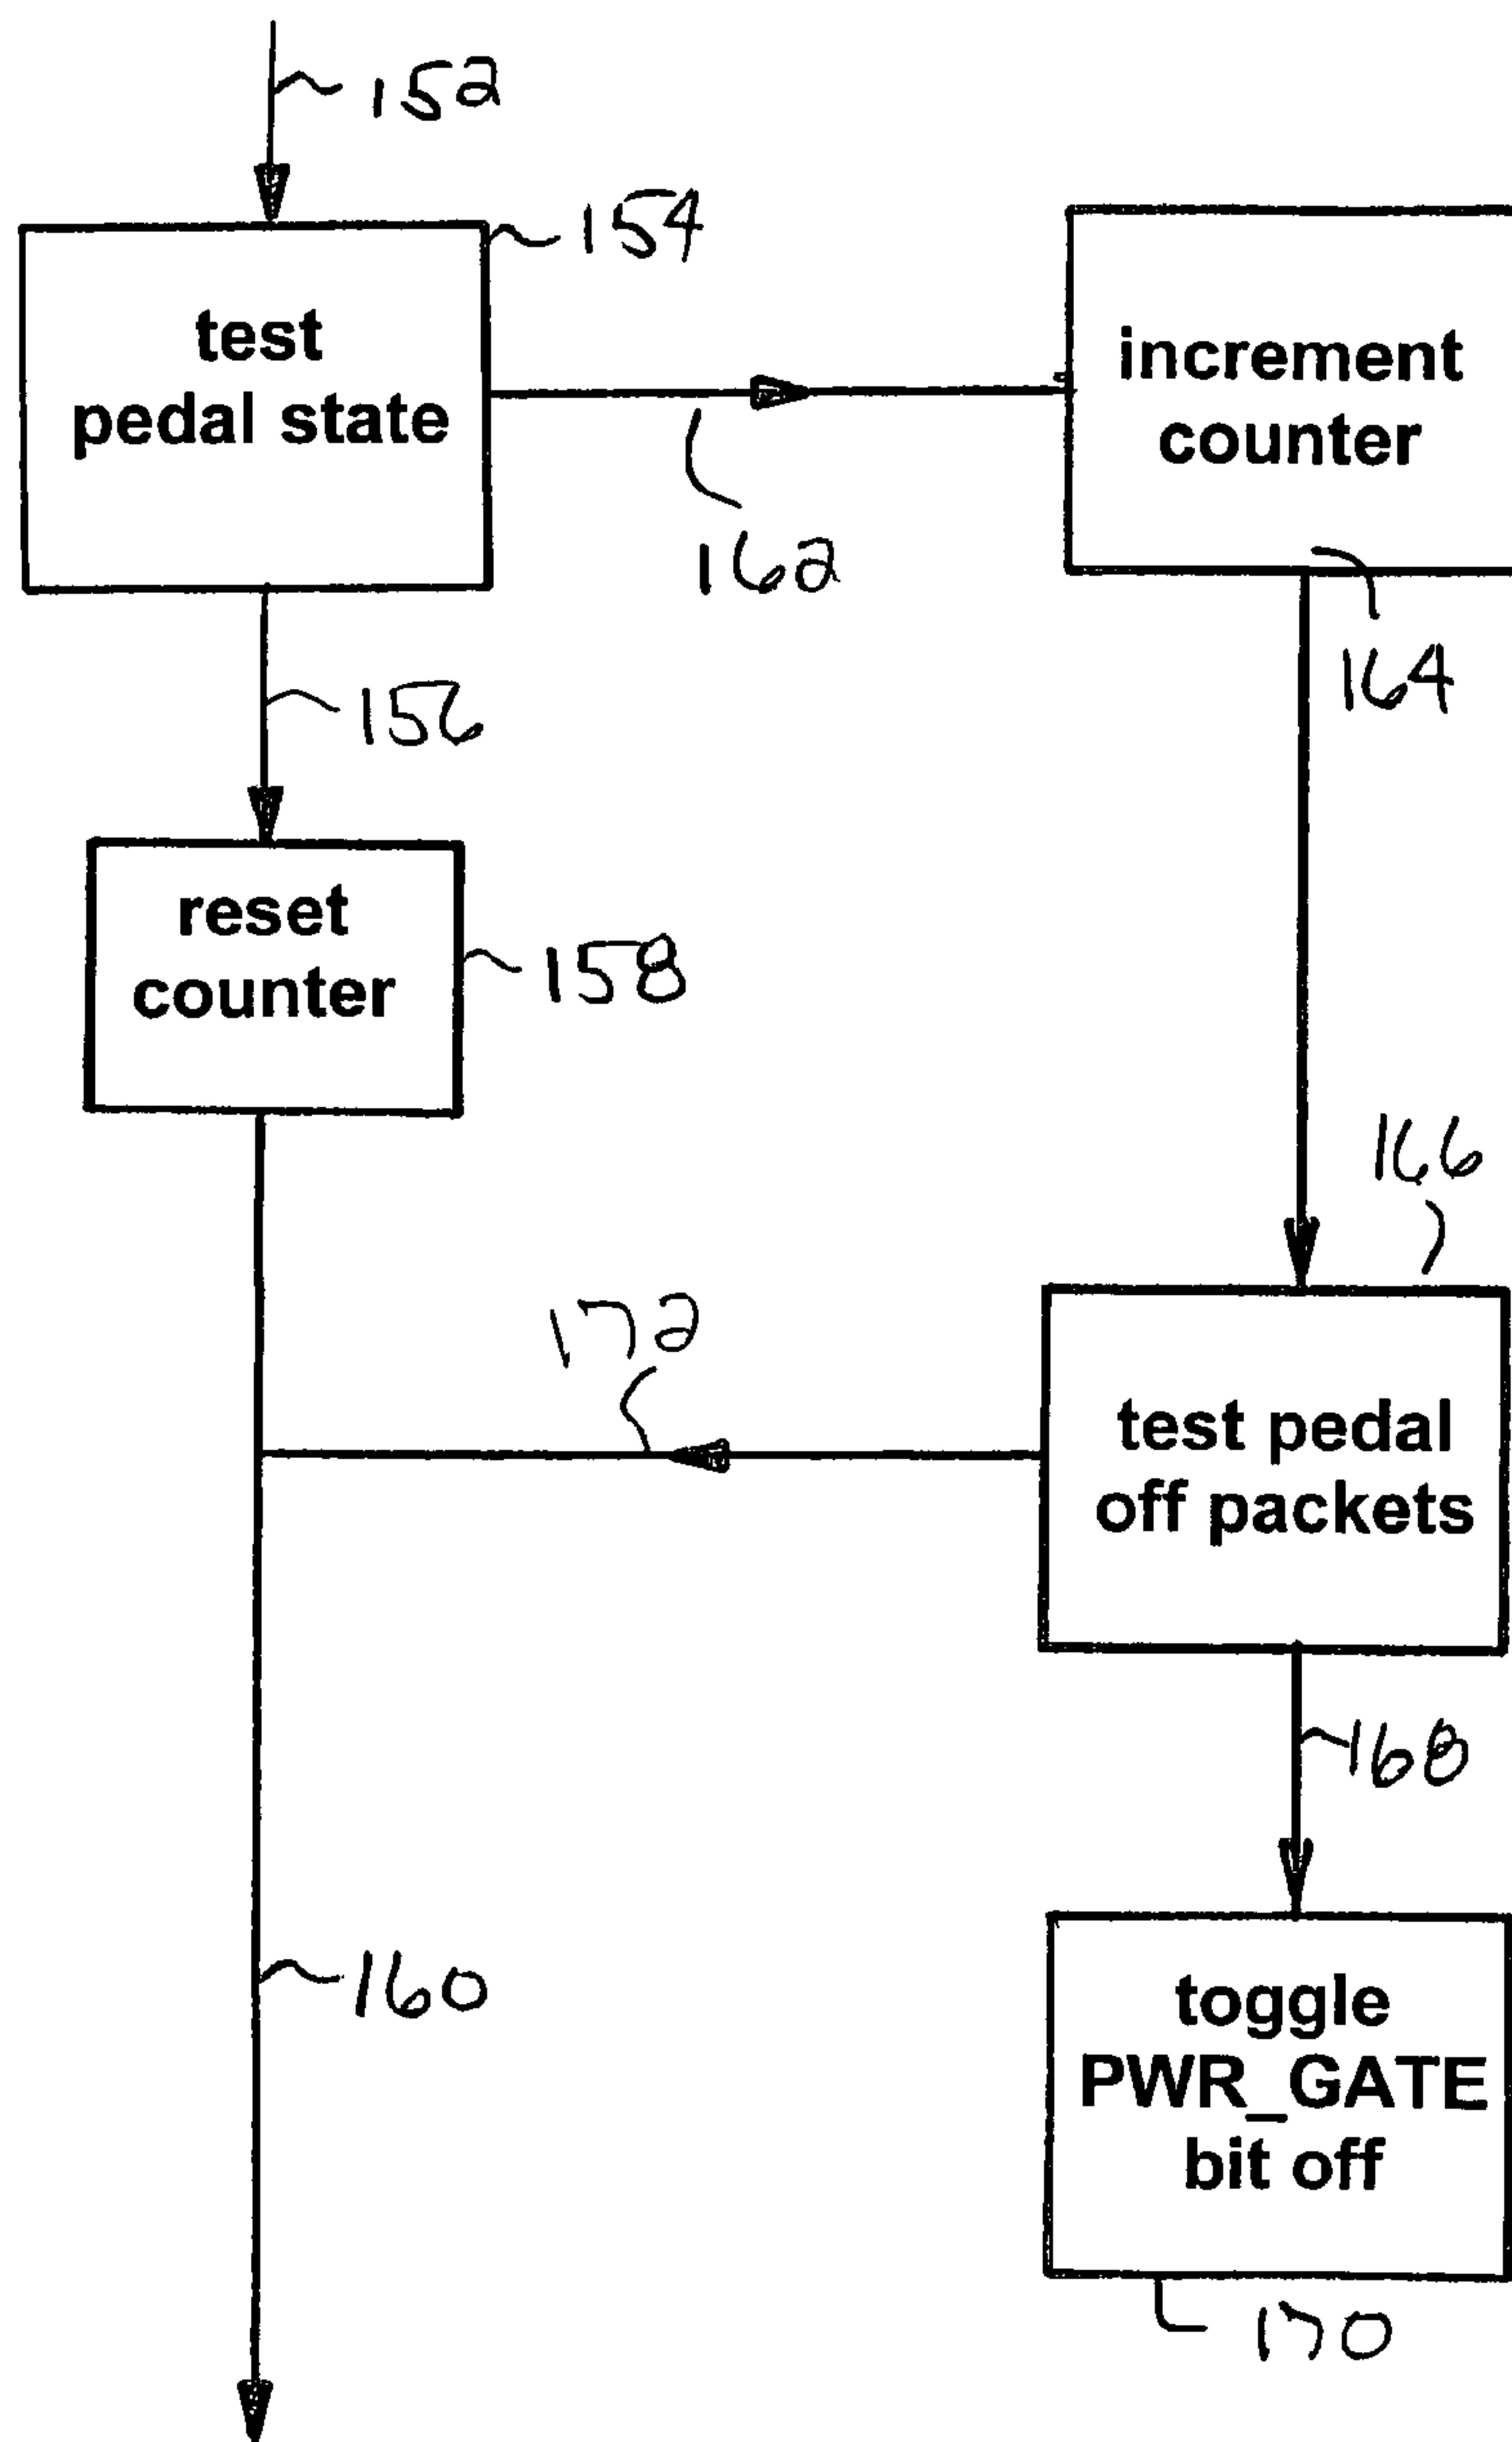 152
154
test
pedal state
increment
counter
162
164
156
reset
counter
158
166
172
test pedal
off packets
168
160
toggle
PWR_GATE
bit off
170